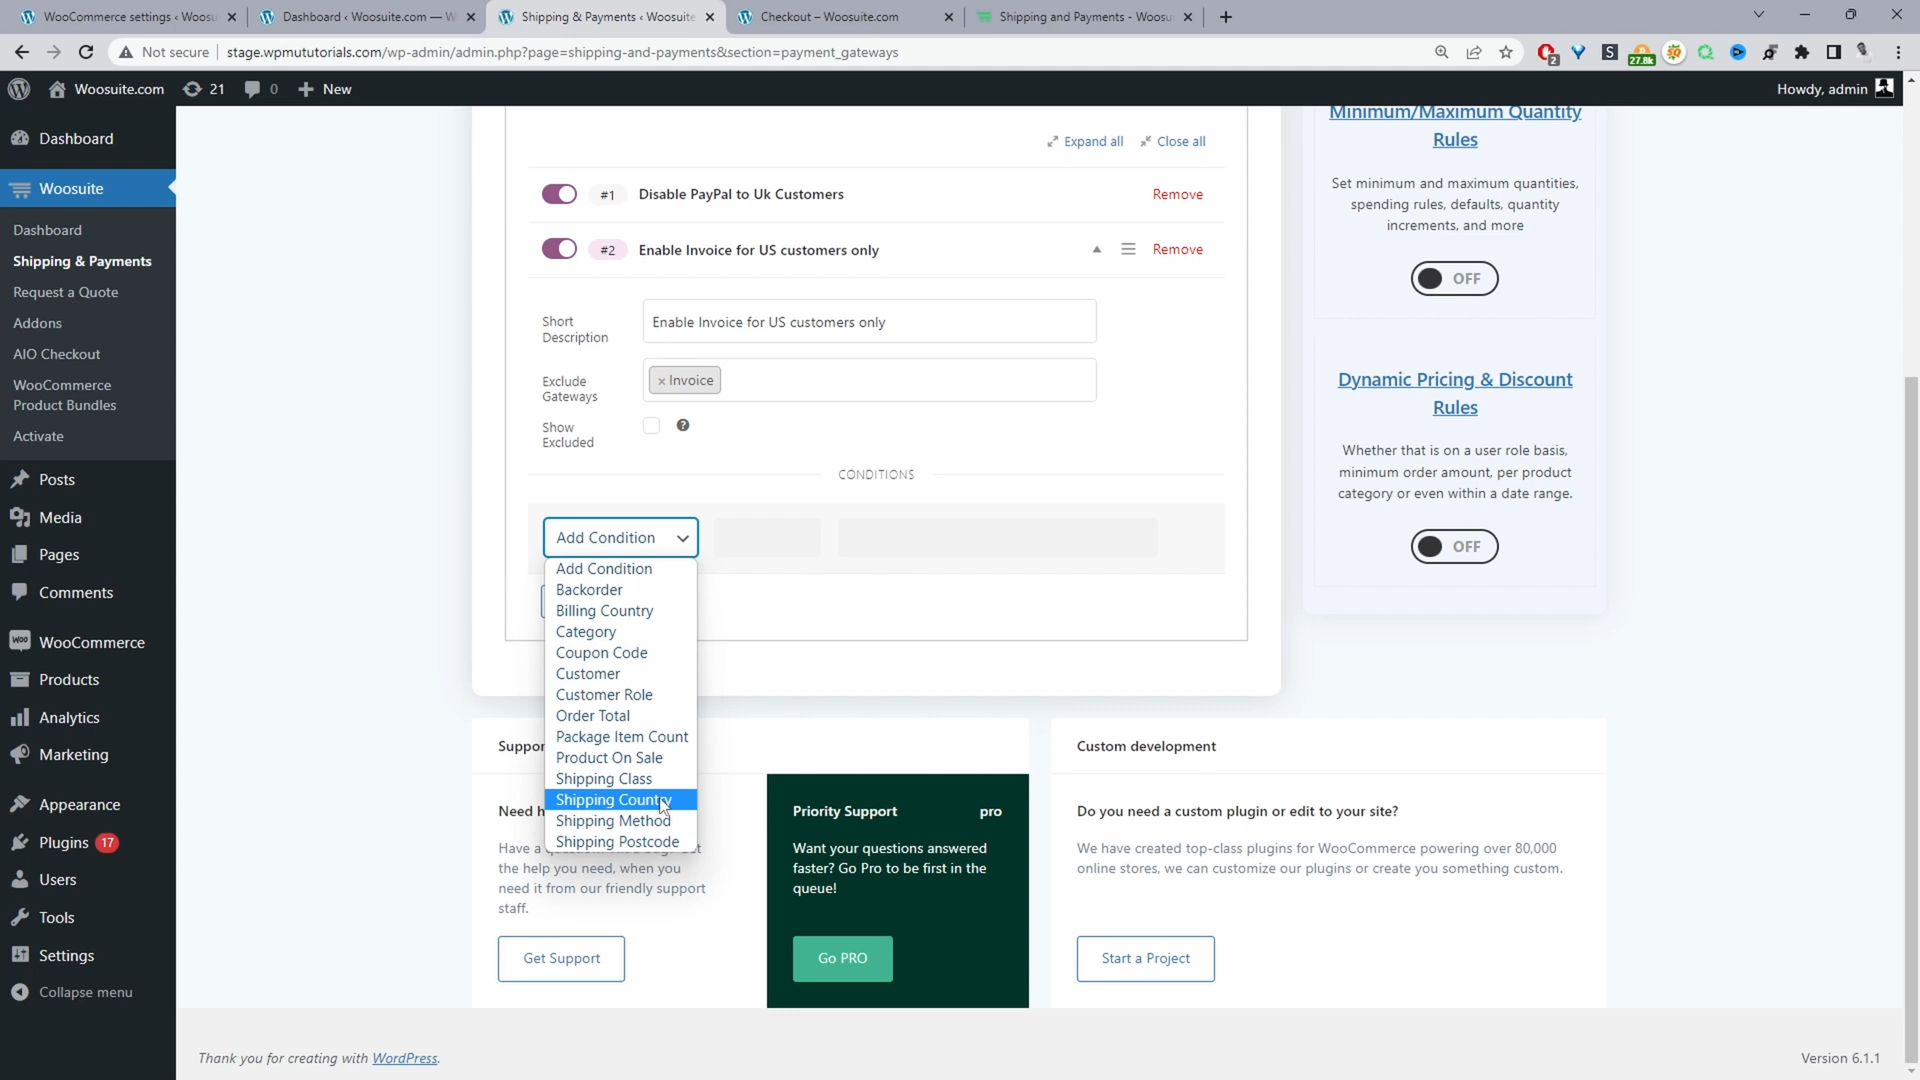 WooCommerce settings ‹ Woosu
Dashboard ‹ Woosuite.com — W
Shipping & Payments ‹ Woosuite
Checkout – Woosuite.com
Shipping and Payments - Woosu
Not secure
stage.wpmututorials.com/wp-admin/admin.php?page=shipping-and-payments&section=payment_gateways
2
27.8k
Woosuite.com
21
0
New
Howdy, admin
Dashboard
Woosuite
Dashboard
Shipping & Payments
Request a Quote
Addons
AIO Checkout
WooCommerce
Product Bundles
Activate
Posts
Media
Pages
Comments
WooCommerce
Products
Analytics
Marketing
Appearance
Plugins 17
Users
Tools
Settings
Collapse menu
Expand all
Close all
#1
Disable PayPal to Uk Customers
Remove
#2
Enable Invoice for US customers only
Remove
Short
Description
Enable Invoice for US customers only
Exclude
Gateways
× Invoice
Show
Excluded
?
CONDITIONS
Add Condition
Add Condition
Backorder
Billing Country
Category
Coupon Code
Customer
Customer Role
Order Total
Package Item Count
Product On Sale
Shipping Class
Shipping Country
Shipping Method
Shipping Postcode
Minimum/Maximum Quantity
Rules
Set minimum and maximum quantities,
spending rules, defaults, quantity
increments, and more
OFF
Dynamic Pricing & Discount
Rules
Whether that is on a user role basis,
minimum order amount, per product
category or even within a date range.
OFF
Need h
Have a
the help you need, when you
need it from our friendly support
staff.
Get Support
Priority Support
pro
Want your questions answered
faster? Go Pro to be first in the
queue!
Go PRO
Custom development
Do you need a custom plugin or edit to your site?
We have created top-class plugins for WooCommerce powering over 80,000
online stores, we can customize our plugins or create you something custom.
Start a Project
Thank you for creating with WordPress.
Version 6.1.1